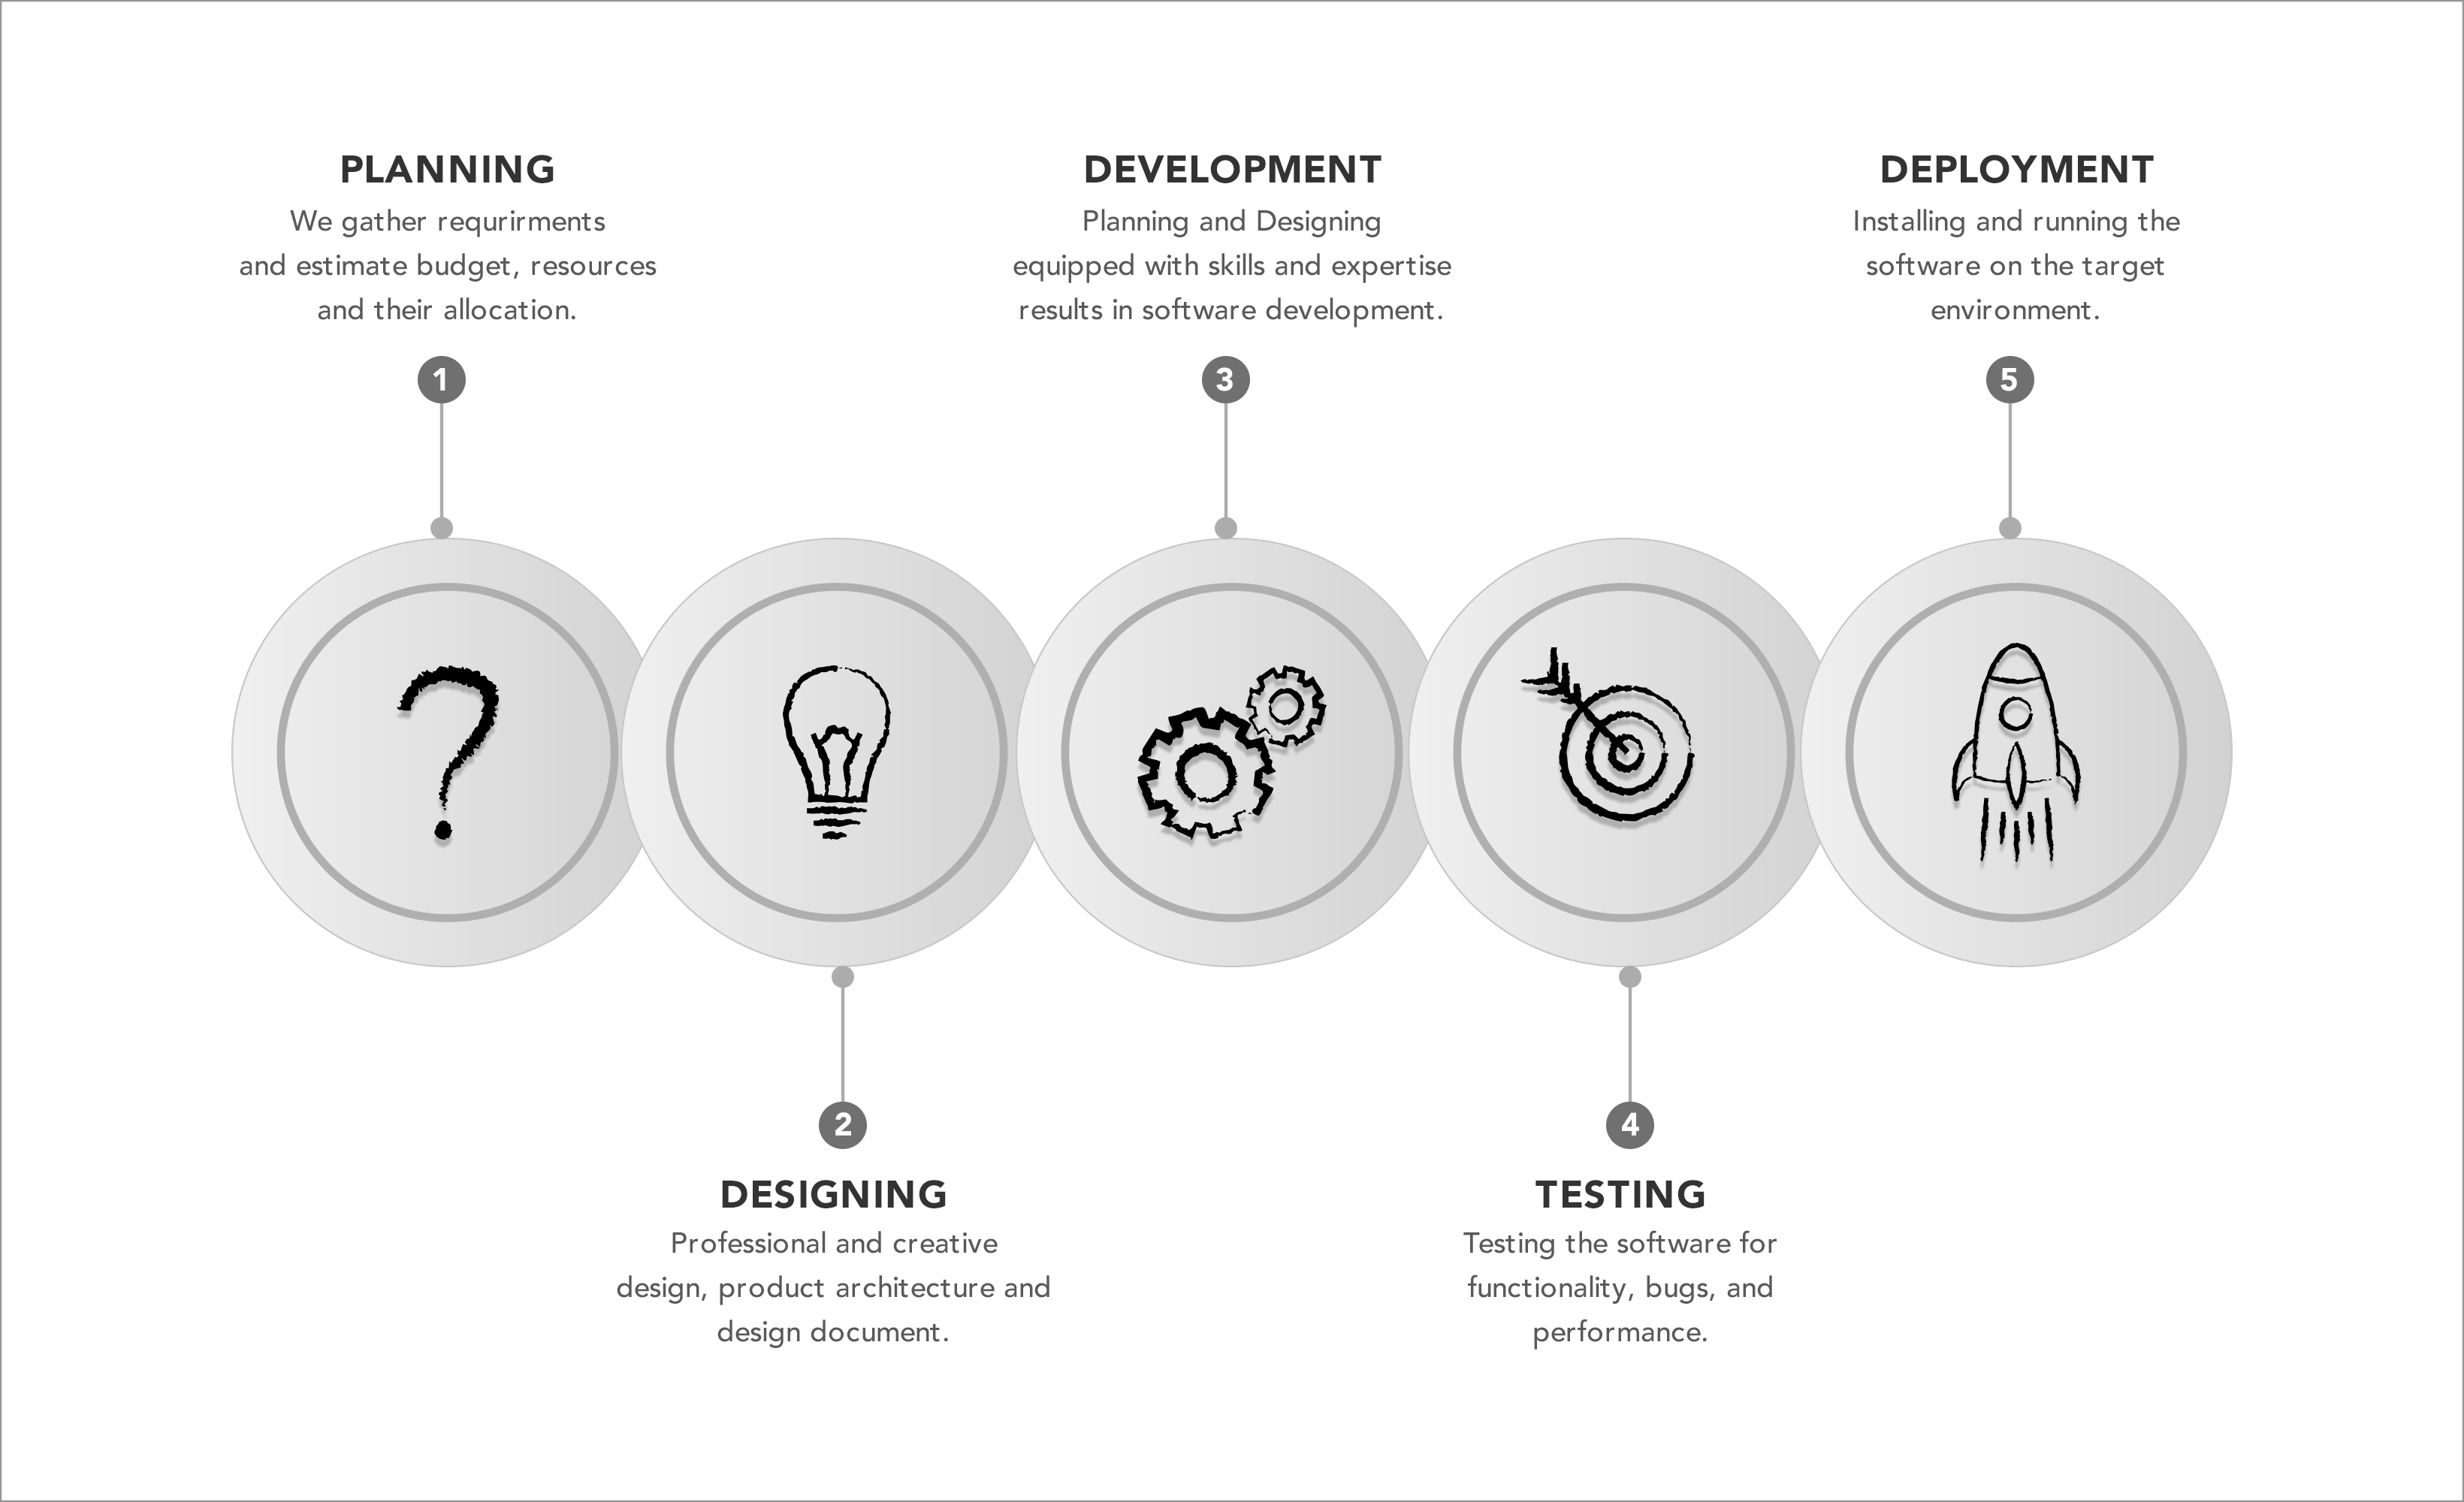 PLANNING
We gather requrirments
and estimate budget, resources
and their allocation.
1
DEVELOPMENT
Planning and Designing
equipped with skills and expertise
results in software development.
3
DEPLOYMENT
Installing and running the
software on the target
environment.
5
2
DESIGNING
Professional and creative
design, product architecture and
design document.
4
TESTING
Testing the software for
functionality, bugs, and
performance.